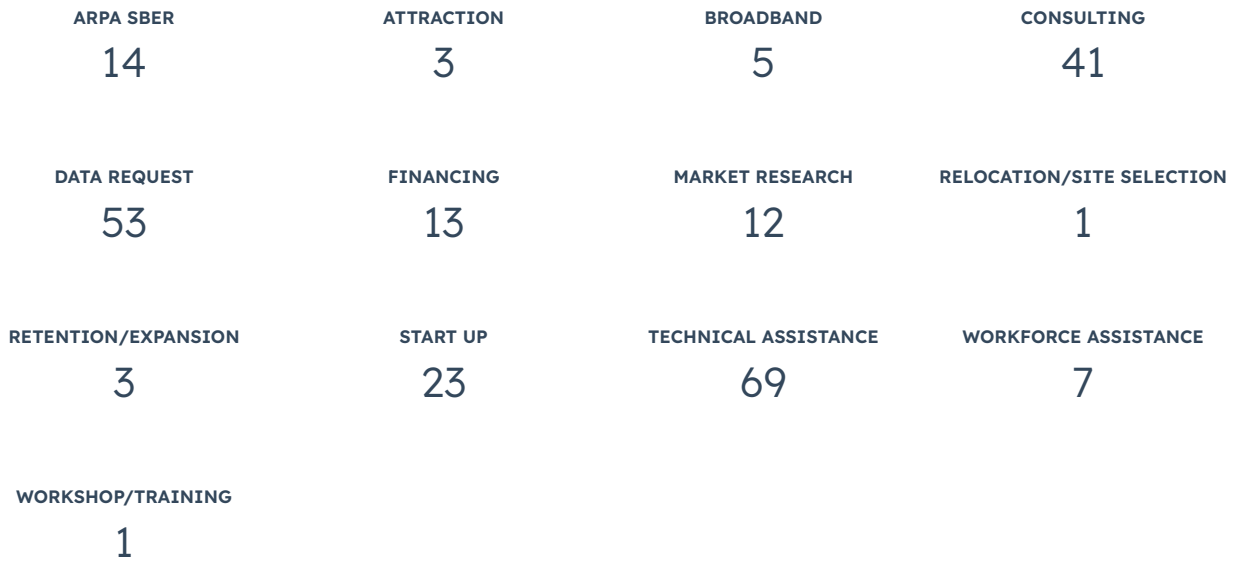 ARPA SBER ATTRACTION BROADBAND CONSULTING
14 3 5 41
DATA REQUEST FINANCING MARKET RESEARCH RELOCATION/SITE SELECTION
53 13 12 1
RETENTION/EXPANSION START UP TECHNICAL ASSISTANCE WORKFORCE ASSISTANCE
3 23 69 7
WORKSHOP/TRAINING
1